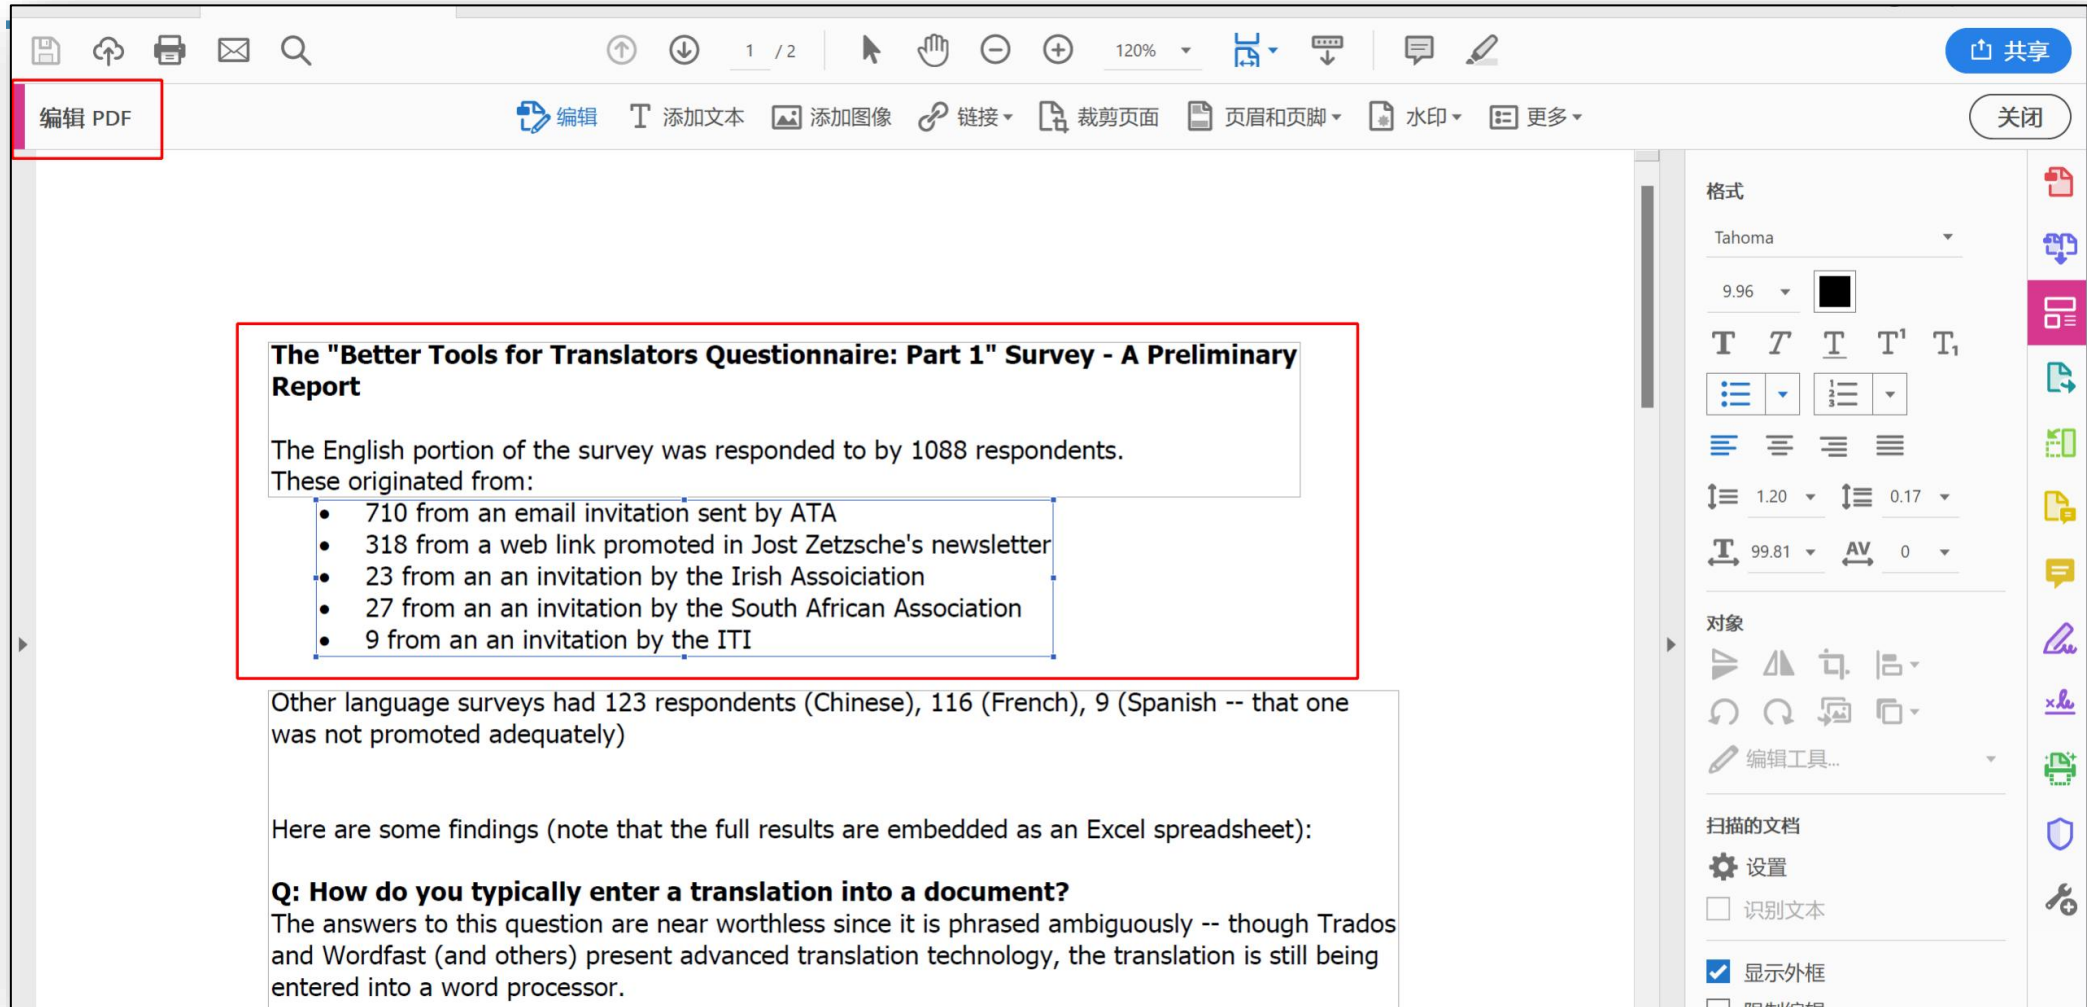 1 / 2
120%
共享
编辑 PDF
编辑
添加文本
添加图像
链接
裁剪页面
页眉和页脚
水印
更多
关闭
The "Better Tools for Translators Questionnaire: Part 1" Survey - A Preliminary
Report
The English portion of the survey was responded to by 1088 respondents.
These originated from:
• 710 from an email invitation sent by ATA
• 318 from a web link promoted in Jost Zetzsche's newsletter
• 23 from an an invitation by the Irish Assoiciation
• 27 from an an invitation by the South African Association
• 9 from an an invitation by the ITI
Other language surveys had 123 respondents (Chinese), 116 (French), 9 (Spanish -- that one
was not promoted adequately)
Here are some findings (note that the full results are embedded as an Excel spreadsheet):
Q: How do you typically enter a translation into a document?
The answers to this question are near worthless since it is phrased ambiguously -- though Trados
and Wordfast (and others) present advanced translation technology, the translation is still being
entered into a word processor.
格式
Tahoma
9.96
1.20
0.17
99.81
0
对象
编辑工具...
扫描的文档
设置
识别文本
显示外框